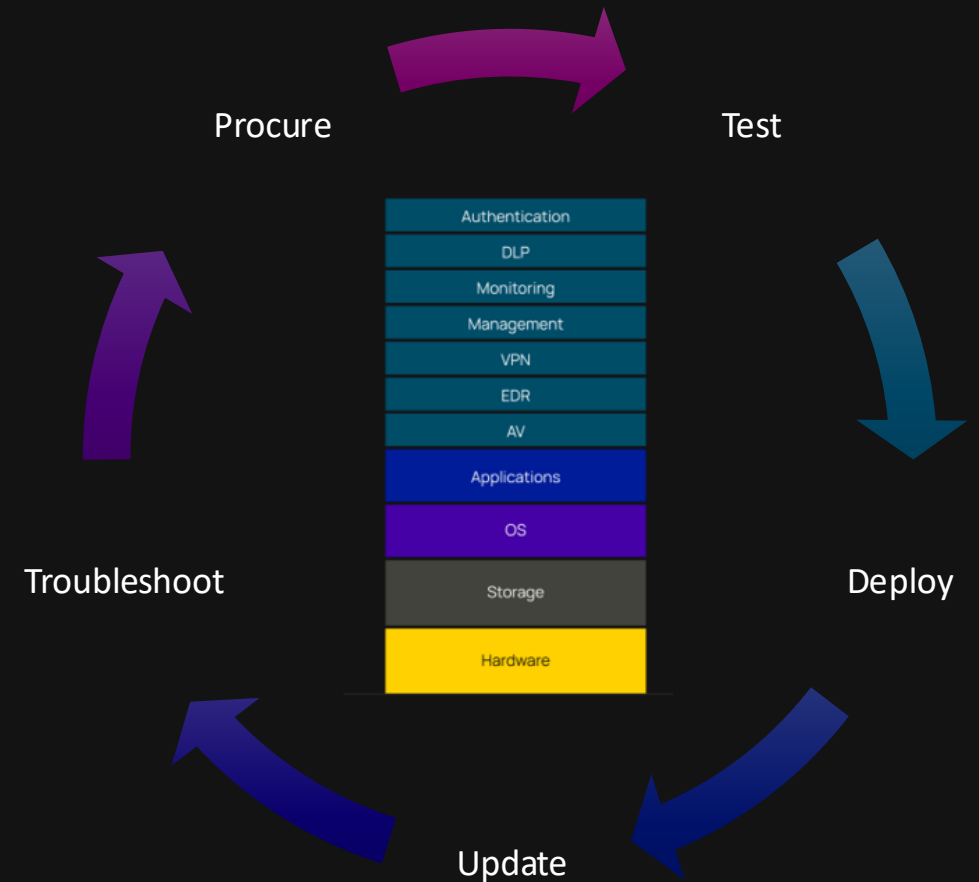 Procure
Test
Authentication
DLP
Monitoring
Management
VPN
EDR
AV
Applications
OS
Storage
Hardware
Troubleshoot
Deploy
Update